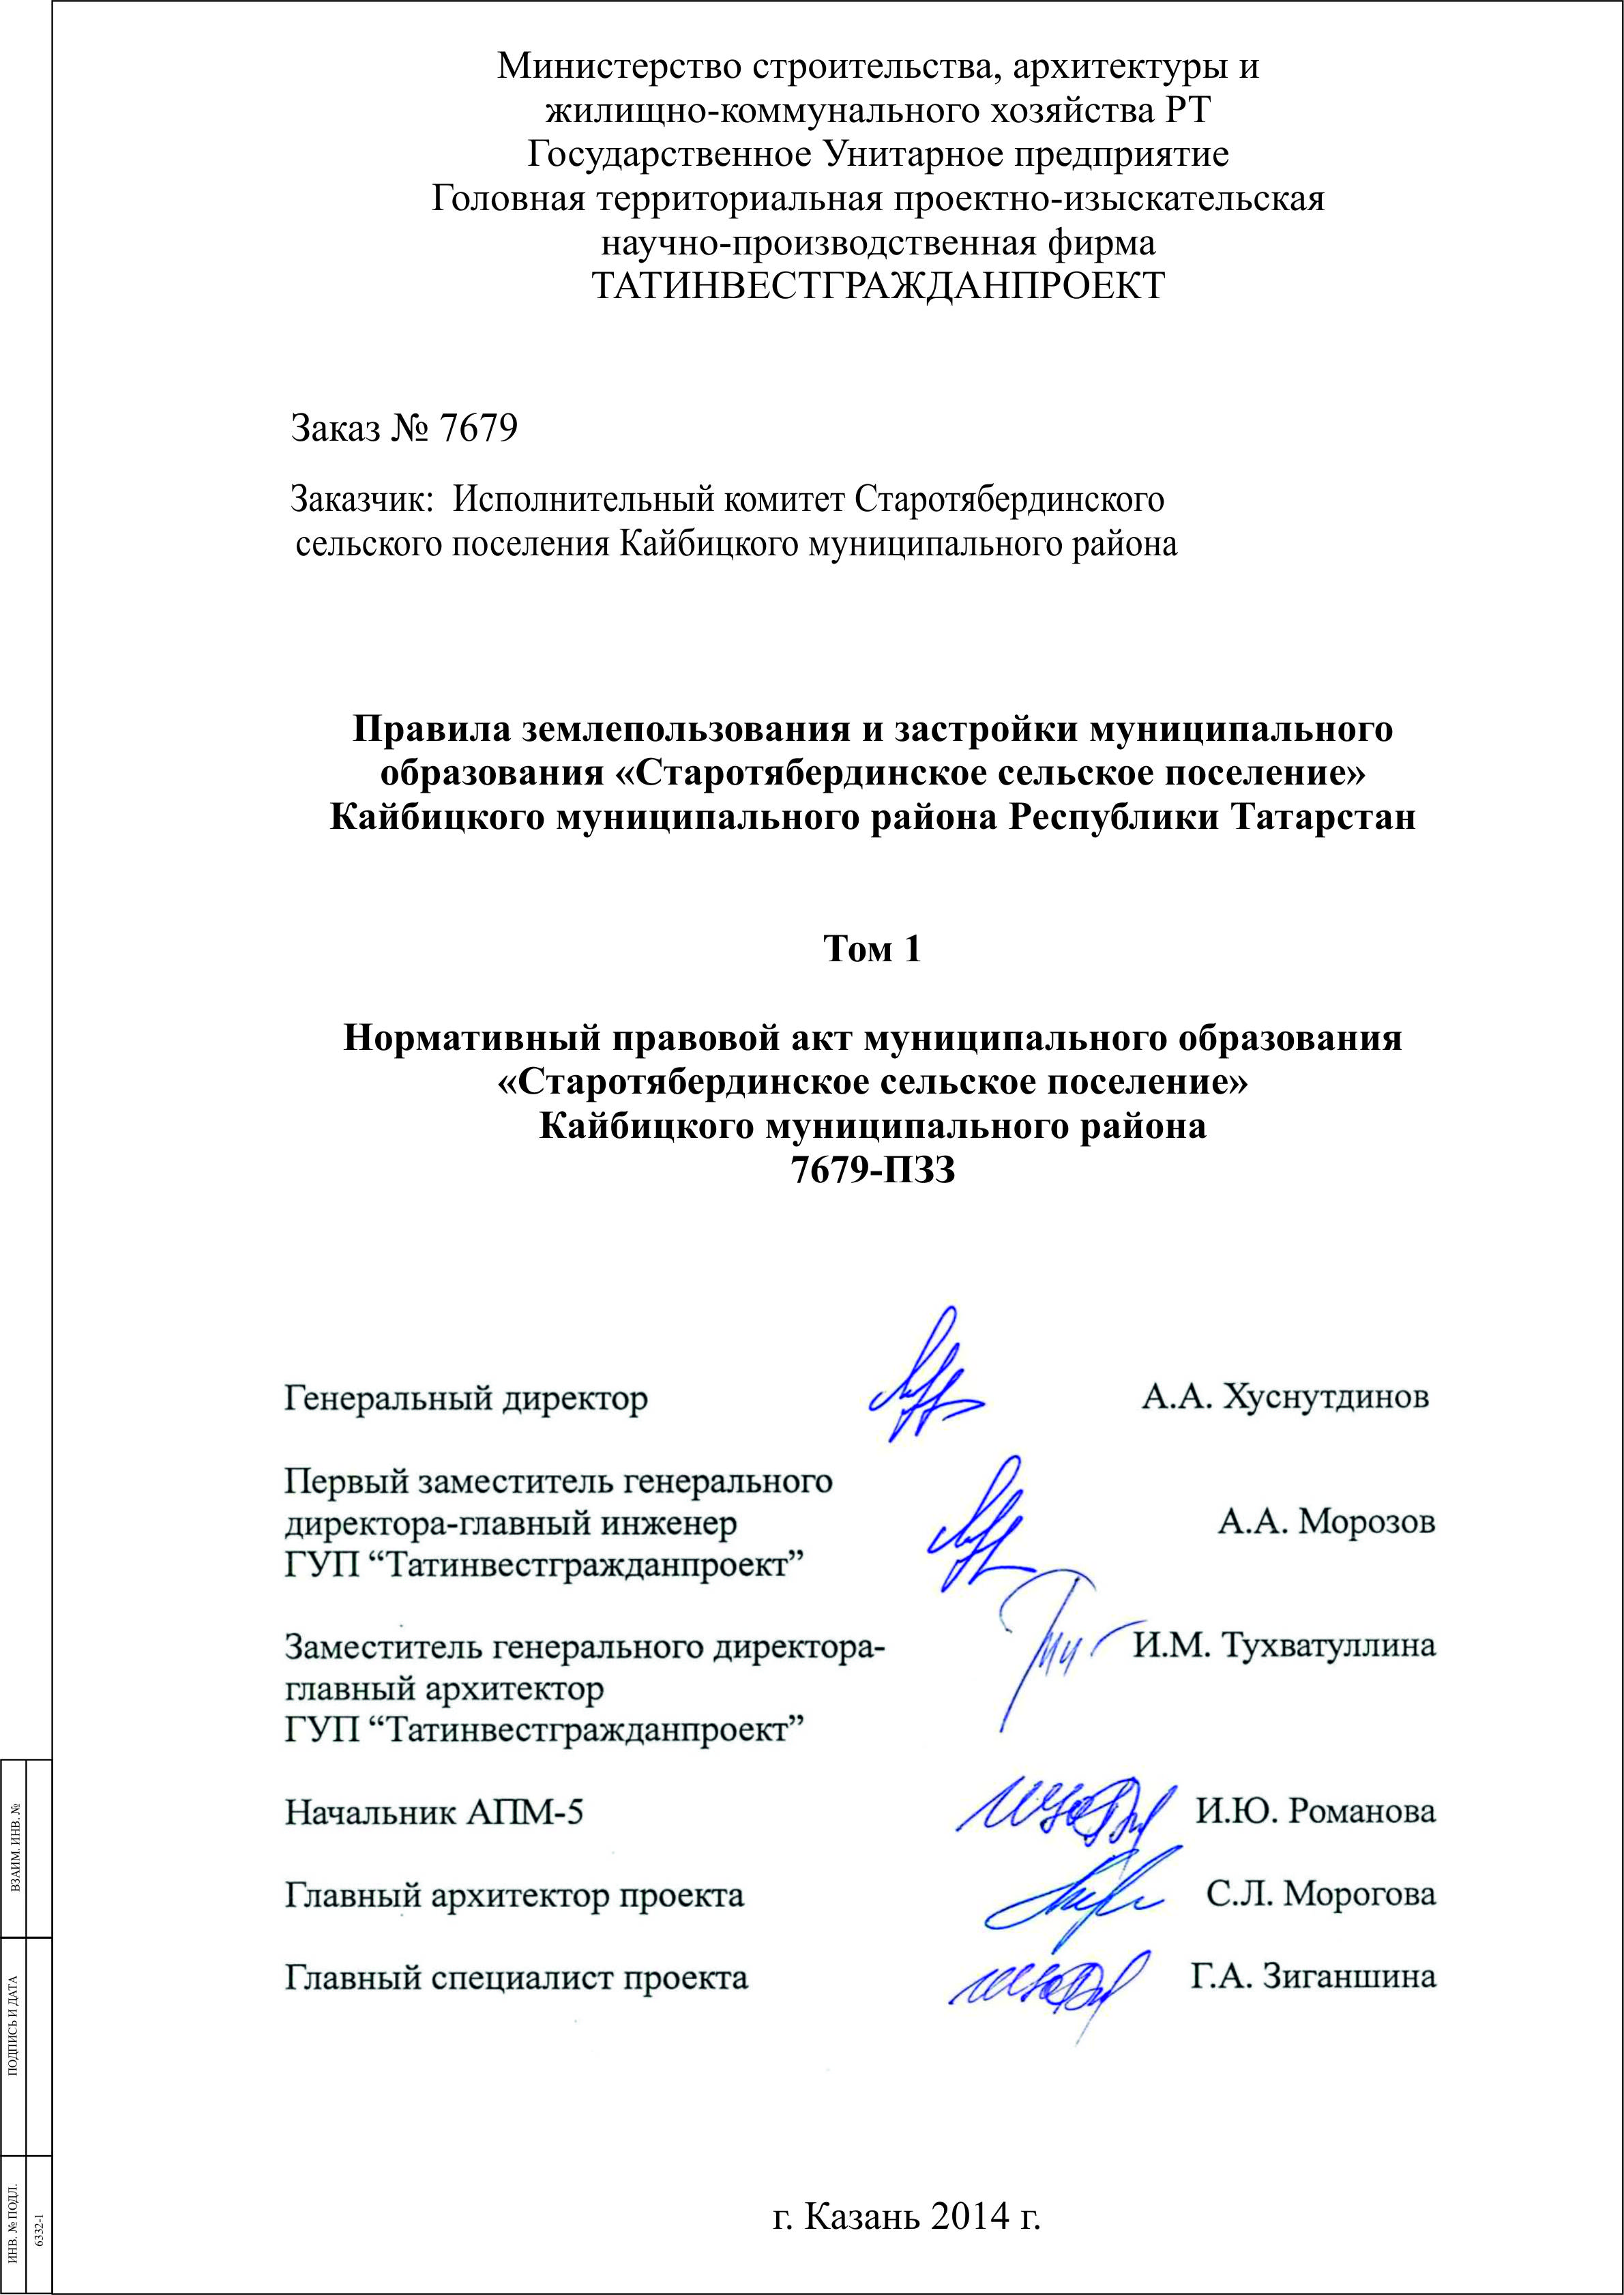 Министерство строительства, архитектуры и
жилищно-коммунального хозяйства РТ
Государственное Унитарное предприятие
Головная территориальная проектно-изыскательская
научно-производственная фирма
ТАТИНВЕСТГРАЖДАНПРОЕКТ
Заказ № 7679
Заказчик: Исполнительный комитет Старотябердинского
сельского поселения Кайбицкого муниципального района
Правила землепользования и застройки муниципального
образования «Старотябердинское сельское поселение»
Кайбицкого муниципального района Республики Татарстан
Том 1
Нормативный правовой акт муниципального образования
«Старотябердинское сельское поселение»
Кайбицкого муниципального района
7679-ПЗЗ
Генеральный директор А.А. Хуснутдинов
Первый заместитель генерального
директора-главный инженер А.А. Морозов
ГУП “Татинвестгражданпроект”
Заместитель генерального директора- И.М. Тухватуллина
главный архитектор
ГУП “Татинвестгражданпроект”
Начальник АПМ-5 И.Ю. Романова
Главный архитектор проекта С.Л. Морогова
Главный специалист проекта Г.А. Зиганшина
г. Казань 2014 г.
ВЗАИМ. ИНВ. №
ПОДПИСЬ И ДАТА
ИНВ. № ПОДЛ.
6332-1